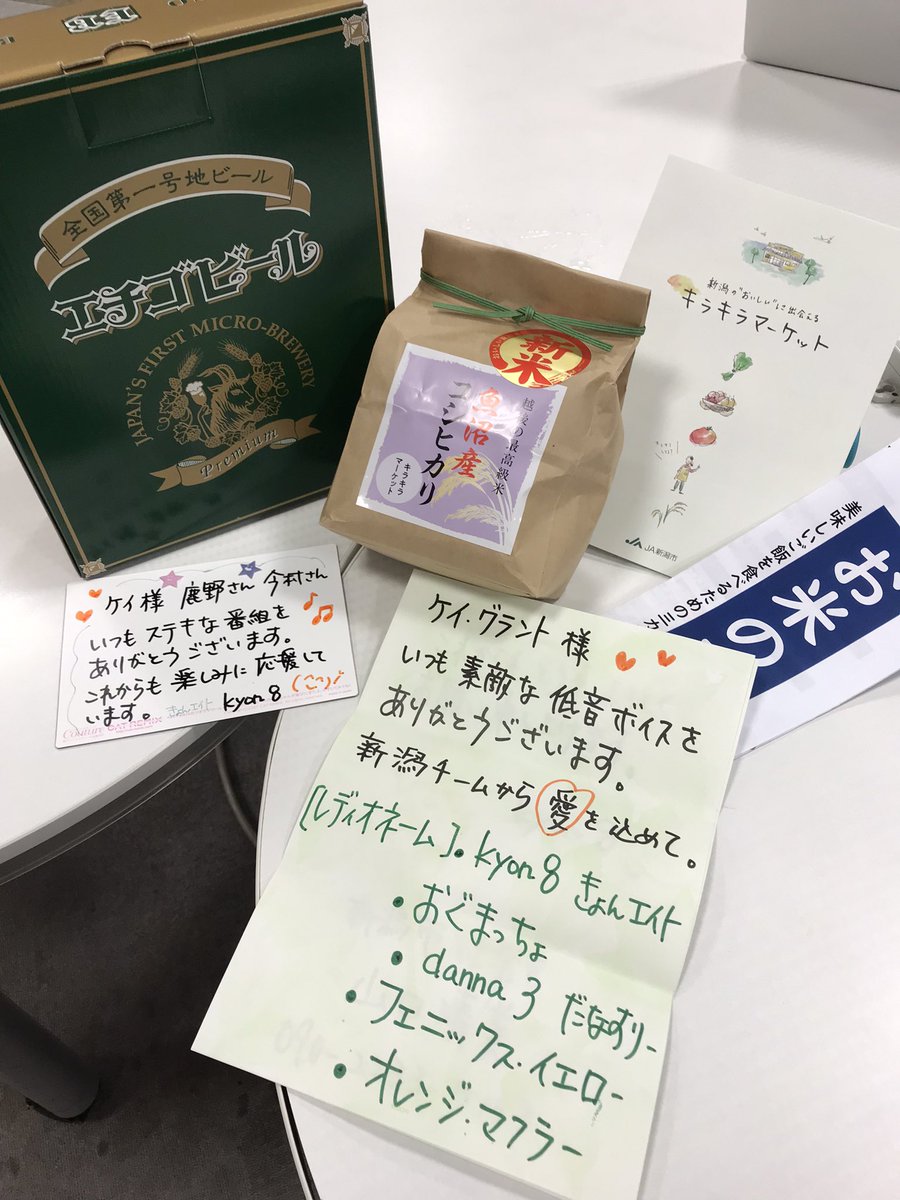 全国第一号地ビール
エチゴビール
JAPAN'S FIRST MICRO-BREWERY
Premium
新米
越後の最高級米
魚沼産
コシヒカリ
キラキラ
マーケット
新潟の"おいしい"に出会える
キラキラマーケット
JA新潟市
美味しいご飯を食べるための三カ
お米の
ケイ様 鹿野さん 今村さん
いつもステキな番組を
ありがとうございます。
これからも楽しみに応援して
います。 きょんエイト kyon8
Couture CAT REMIX
ケイ・グラント様
いつも素敵な低音ボイスを
ありがとうございます。
新潟チームから愛を込めて。
[レディオネーム]・kyon8 きょんエイト
・おぐまっちょ
・danna 3 だなすりー
・フェニックス・イエロー
・オレンジ・マフラー